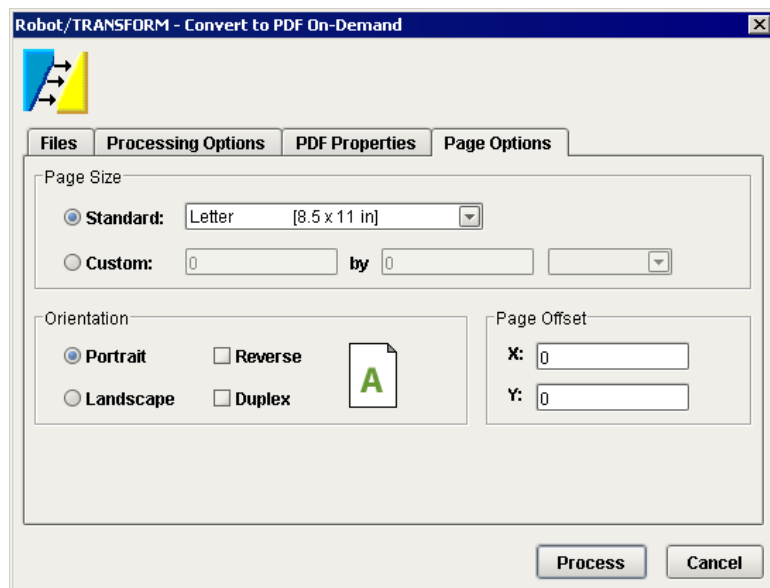 Robot/TRANSFORM - Convert to PDF On-Demand
Files Processing Options PDF Properties Page Options
Page Size
Standard: Letter [8.5 x 11 in]
Custom: 0 by 0
Orientation
Portrait Reverse
Landscape Duplex
A
Page Offset
X: 0
Y: 0
Process Cancel